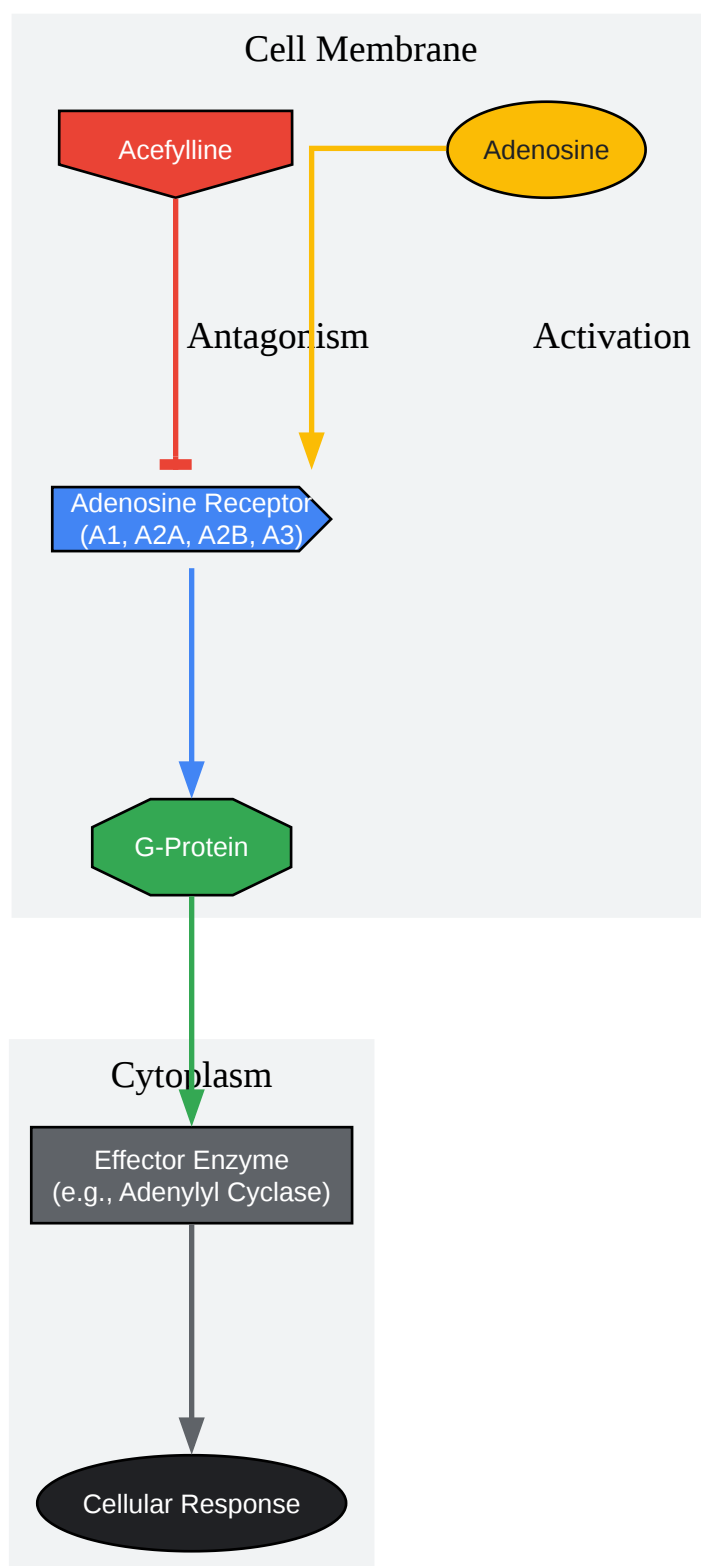 Cell Membrane
Acefylline
Adenosine
Antagonism
Activation
Adenosine Receptor
(A1, A2A, A2B, A3)
G-Protein
Cytoplasm
Effector Enzyme
(e.g., Adenylyl Cyclase)
Cellular Response